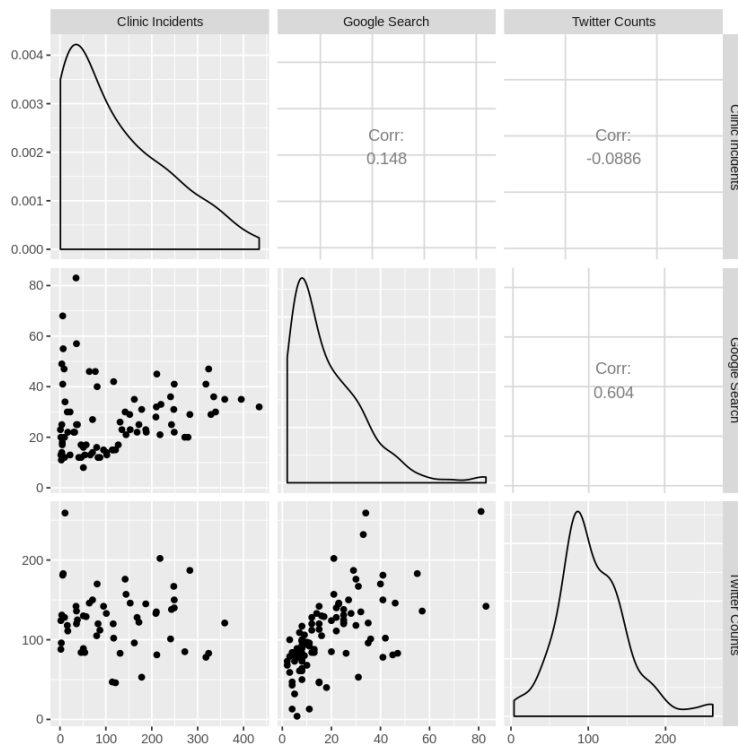 Clinic Incidents Google Search Twitter Counts
0.004
0.003
0.002
0.001
0.000
Corr:
0.148
Corr:
-0.0886
Clinic Incidents
80
60
40
20
0
Corr:
0.604
Google Search
200
100
0
Twitter Counts
0 100 200 300 400 0 20 40 60 80 0 100 200